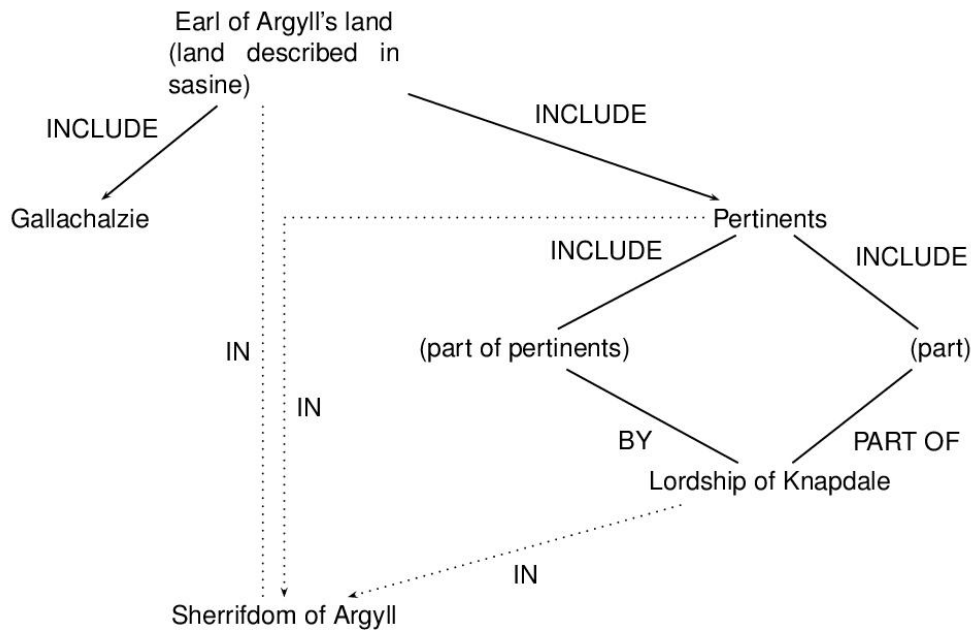 Earl of Argyll's land
(land described in
sasine)
INCLUDE
INCLUDE
Gallachalzie
Pertinents
INCLUDE
INCLUDE
IN
(part of pertinents)
(part)
IN
BY
PART OF
Lordship of Knapdale
IN
Sherrifdom of Argyll